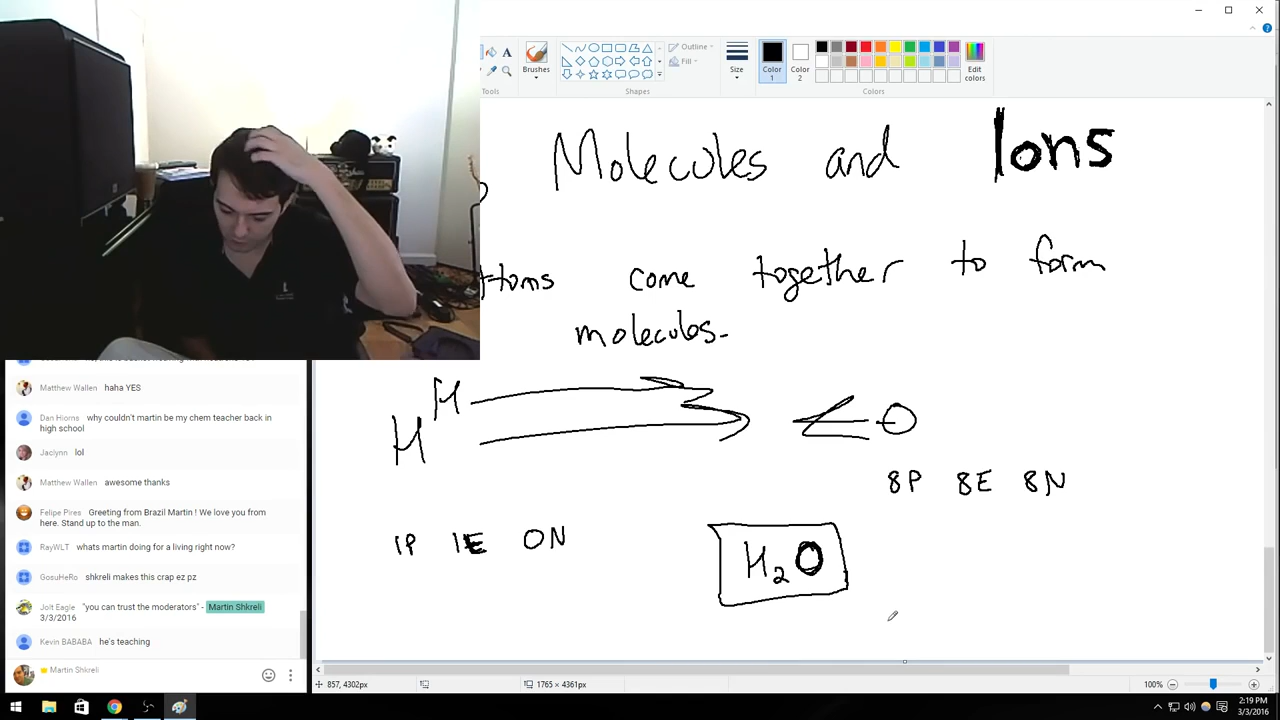 Outline
Fill
Brushes
Size
Color
1
Color
2
Edit
colors
Tools
Shapes
Colors
Molecules and Ions
Atoms come together to form
molecules.
H
H
O
8P 8E 8N
1P 1E 0N
H₂O
Matthew Wallen haha YES
Dan Hiorns why couldn't martin be my chem teacher back in
high school
Jaclynn lol
Matthew Wallen awesome thanks
Felipe Pires Greeting from Brazil Martin ! We love you from
here. Stand up to the man.
RayWLT whats martin doing for a living right now?
GosuHeRo shkreli makes this crap ez pz
Jolt Eagle "you can trust the moderators" - Martin Shkreli
3/3/2016
Kevin BABABA he's teaching
Martin Shkreli
857, 4302px
1765 × 4361px
100%
2:19 PM
3/3/2016